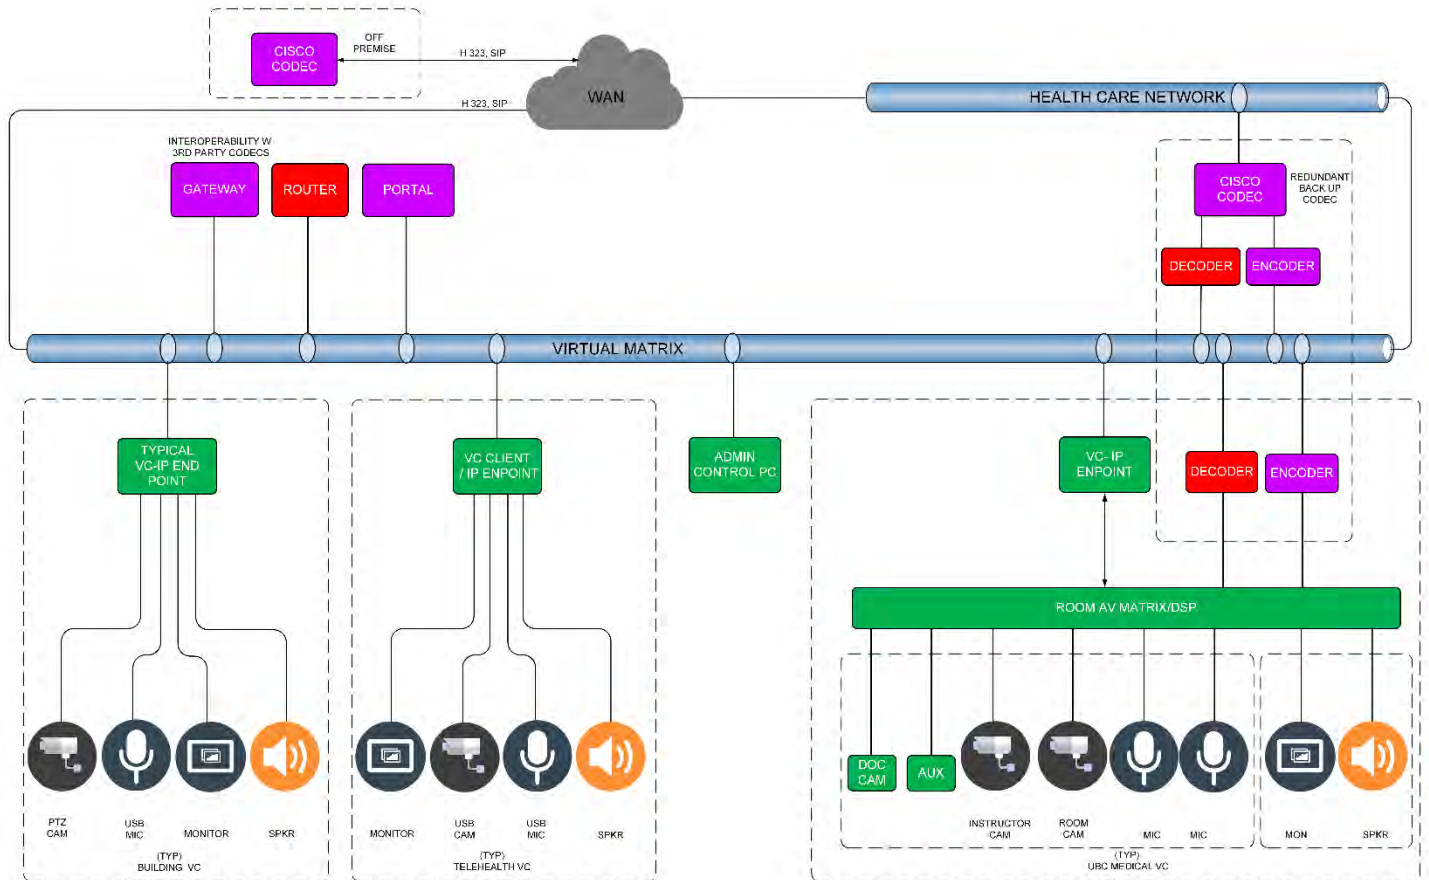 OFF
PREMISE
CISCO
CODEC
H 323, SIP
WAN
H 323, SIP
HEALTH CARE NETWORK
INTEROPERABILITY W
3RD PARTY CODECS
GATEWAY
ROUTER
PORTAL
CISCO
CODEC
REDUNDANT
BACK UP
CODEC
DECODER
ENCODER
VIRTUAL MATRIX
TYPICAL
VC-IP END
POINT
VC CLIENT
/ IP ENPOINT
ADMIN
CONTROL PC
VC- IP
ENPOINT
DECODER
ENCODER
ROOM AV MATRIX/DSP
DOC
CAM
AUX
PTZ
CAM
USB
MIC
MONITOR
SPKR
(TYP)
BUILDING VC
MONITOR
USB
CAM
USB
MIC
SPKR
(TYP)
TELEHEALTH VC
INSTRUCTOR
CAM
ROOM
CAM
MIC
MIC
MON
SPKR
(TYP)
UBC MEDICAL VC